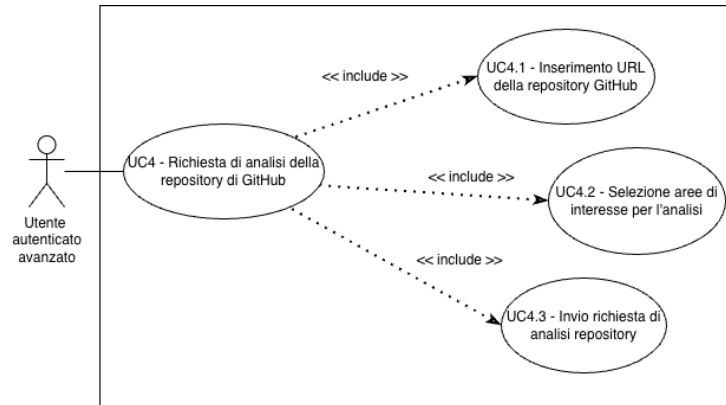 << include >>
UC4.1 - Inserimento URL
della repository GitHub
UC4 - Richiesta di analisi della
repository di GitHub
<< include >>
UC4.2 - Selezione aree di
interesse per l'analisi
Utente
autenticato
avanzato
<< include >>
UC4.3 - Invio richiesta di
analisi repository